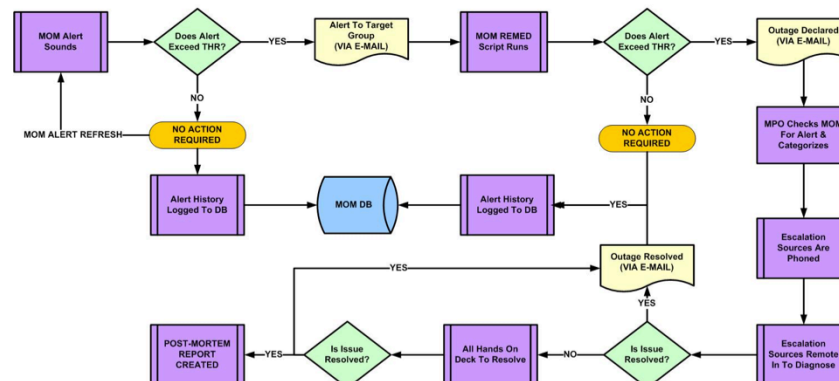 MOM Alert
Sounds
Does Alert
Exceed THR?
YES
Alert To Target
Group
(VIA E-MAIL)
MOM REMED
Script Runs
Does Alert
Exceed THR?
YES
Outage Declared
(VIA E-MAIL)
NO
NO
MOM ALERT REFRESH
NO ACTION
REQUIRED
NO ACTION
REQUIRED
MPO Checks MOM
For Alert &
Categorizes
Alert History
Logged To DB
MOM DB
Alert History
Logged To DB
YES
Escalation
Sources Are
Phoned
YES
Outage Resolved
(VIA E-MAIL)
YES
POST-MORTEM
REPORT
CREATED
YES
Is Issue
Resolved?
All Hands On
Deck To Resolve
NO
Is Issue
Resolved?
Escalation
Sources Remote
In To Diagnose